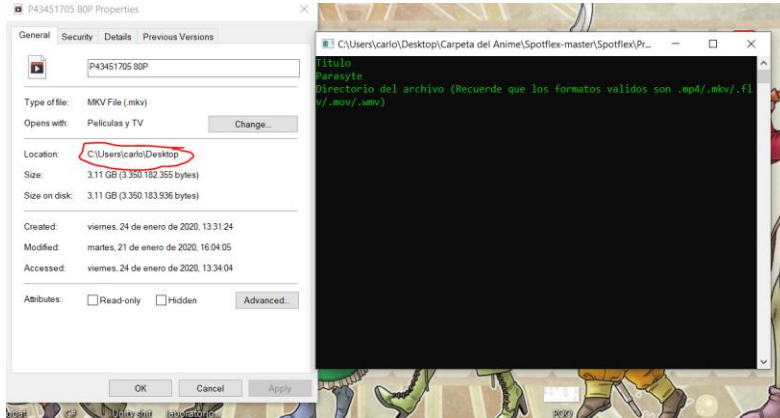 P43451705 80P Properties
General Security Details Previous Versions
P43451705 80P
Type of file: MKV File (.mkv)
Opens with: Películas y TV Change...
Location: C:\Users\carlo\Desktop
Size: 3,11 GB (3.350.182.355 bytes)
Size on disk: 3,11 GB (3.350.183.936 bytes)
Created: viernes, 24 de enero de 2020, 13:31:24
Modified: martes, 21 de enero de 2020, 16:04:05
Accessed: viernes, 24 de enero de 2020, 13:34:04
Attributes: Read-only Hidden Advanced...
OK Cancel Apply
C:\Users\carlo\Desktop\Carpeta del Anime\Spotflex-master\Spotflex\Pr...
Titulo
Parasyte
Directorio del archivo (Recuerde que los formatos validos son .mp4/.mkv/.fl
v/.mov/.wmv)
C# Unity shit laboratorio